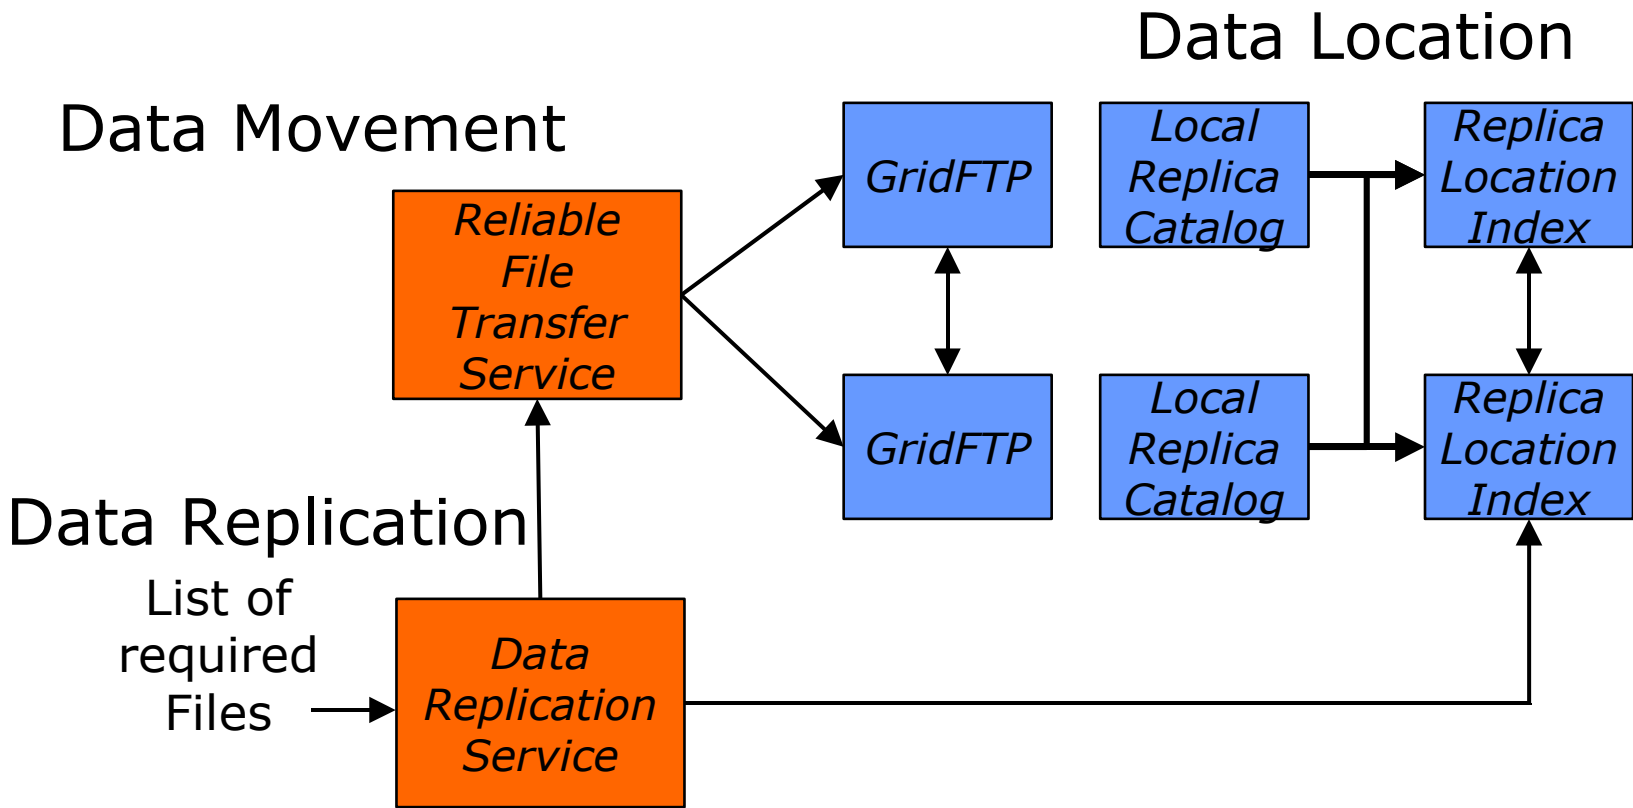 Data Location
Data Movement
GridFTP
Local
Replica
Catalog
Replica
Location
Index
Reliable
File
Transfer
Service
GridFTP
Local
Replica
Catalog
Replica
Location
Index
Data Replication
List of
required
Files
Data
Replication
Service